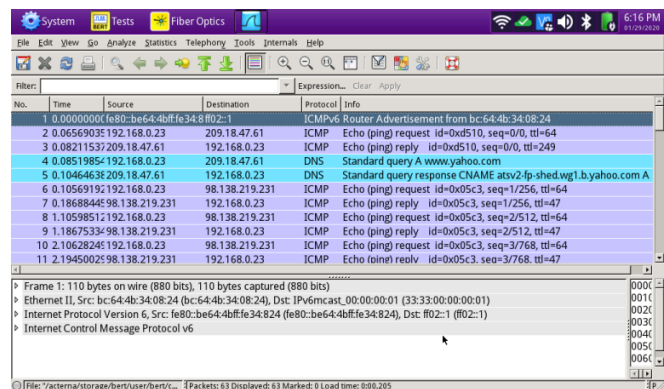 System Tests Fiber Optics 6:16 PM
01/29/2020
File Edit View Go Analyze Statistics Telephony Tools Internals Help
Filter: Expression... Clear Apply
No. Time Source Destination Protocol Info
1 0.0000000( fe80::be64:4bff:fe34:8 ff02::1 ICMPv6 Router Advertisement from bc:64:4b:34:08:24
2 0.06569035 192.168.0.23 209.18.47.61 ICMP Echo (ping) request id=0xd510, seq=0/0, ttl=64
3 0.08211537 209.18.47.61 192.168.0.23 ICMP Echo (ping) reply id=0xd510, seq=0/0, ttl=249
4 0.08519854 192.168.0.23 209.18.47.61 DNS Standard query A www.yahoo.com
5 0.10464638 209.18.47.61 192.168.0.23 DNS Standard query response CNAME atsv2-fp-shed.wg1.b.yahoo.com A
6 0.10569192 192.168.0.23 98.138.219.231 ICMP Echo (ping) request id=0x05c3, seq=1/256, ttl=64
7 0.18688445 98.138.219.231 192.168.0.23 ICMP Echo (ping) reply id=0x05c3, seq=1/256, ttl=47
8 1.10598512 192.168.0.23 98.138.219.231 ICMP Echo (ping) request id=0x05c3, seq=2/512, ttl=64
9 1.18675334 98.138.219.231 192.168.0.23 ICMP Echo (ping) reply id=0x05c3, seq=2/512, ttl=47
10 2.10628245 192.168.0.23 98.138.219.231 ICMP Echo (ping) request id=0x05c3, seq=3/768, ttl=64
11 2.19450025 98.138.219.231 192.168.0.23 ICMP Echo (ping) reply id=0x05c3, seq=3/768, ttl=47
Frame 1: 110 bytes on wire (880 bits), 110 bytes captured (880 bits)
Ethernet II, Src: bc:64:4b:34:08:24 (bc:64:4b:34:08:24), Dst: IPv6mcast_00:00:00:01 (33:33:00:00:00:01)
Internet Protocol Version 6, Src: fe80::be64:4bff:fe34:824 (fe80::be64:4bff:fe34:824), Dst: ff02::1 (ff02::1)
Internet Control Message Protocol v6
0010
0020
0030
0040
0050
0060
File: "/acterna/storage/bert/user/bert/c... Packets: 63 Displayed: 63 Marked: 0 Load time: 0:00.205